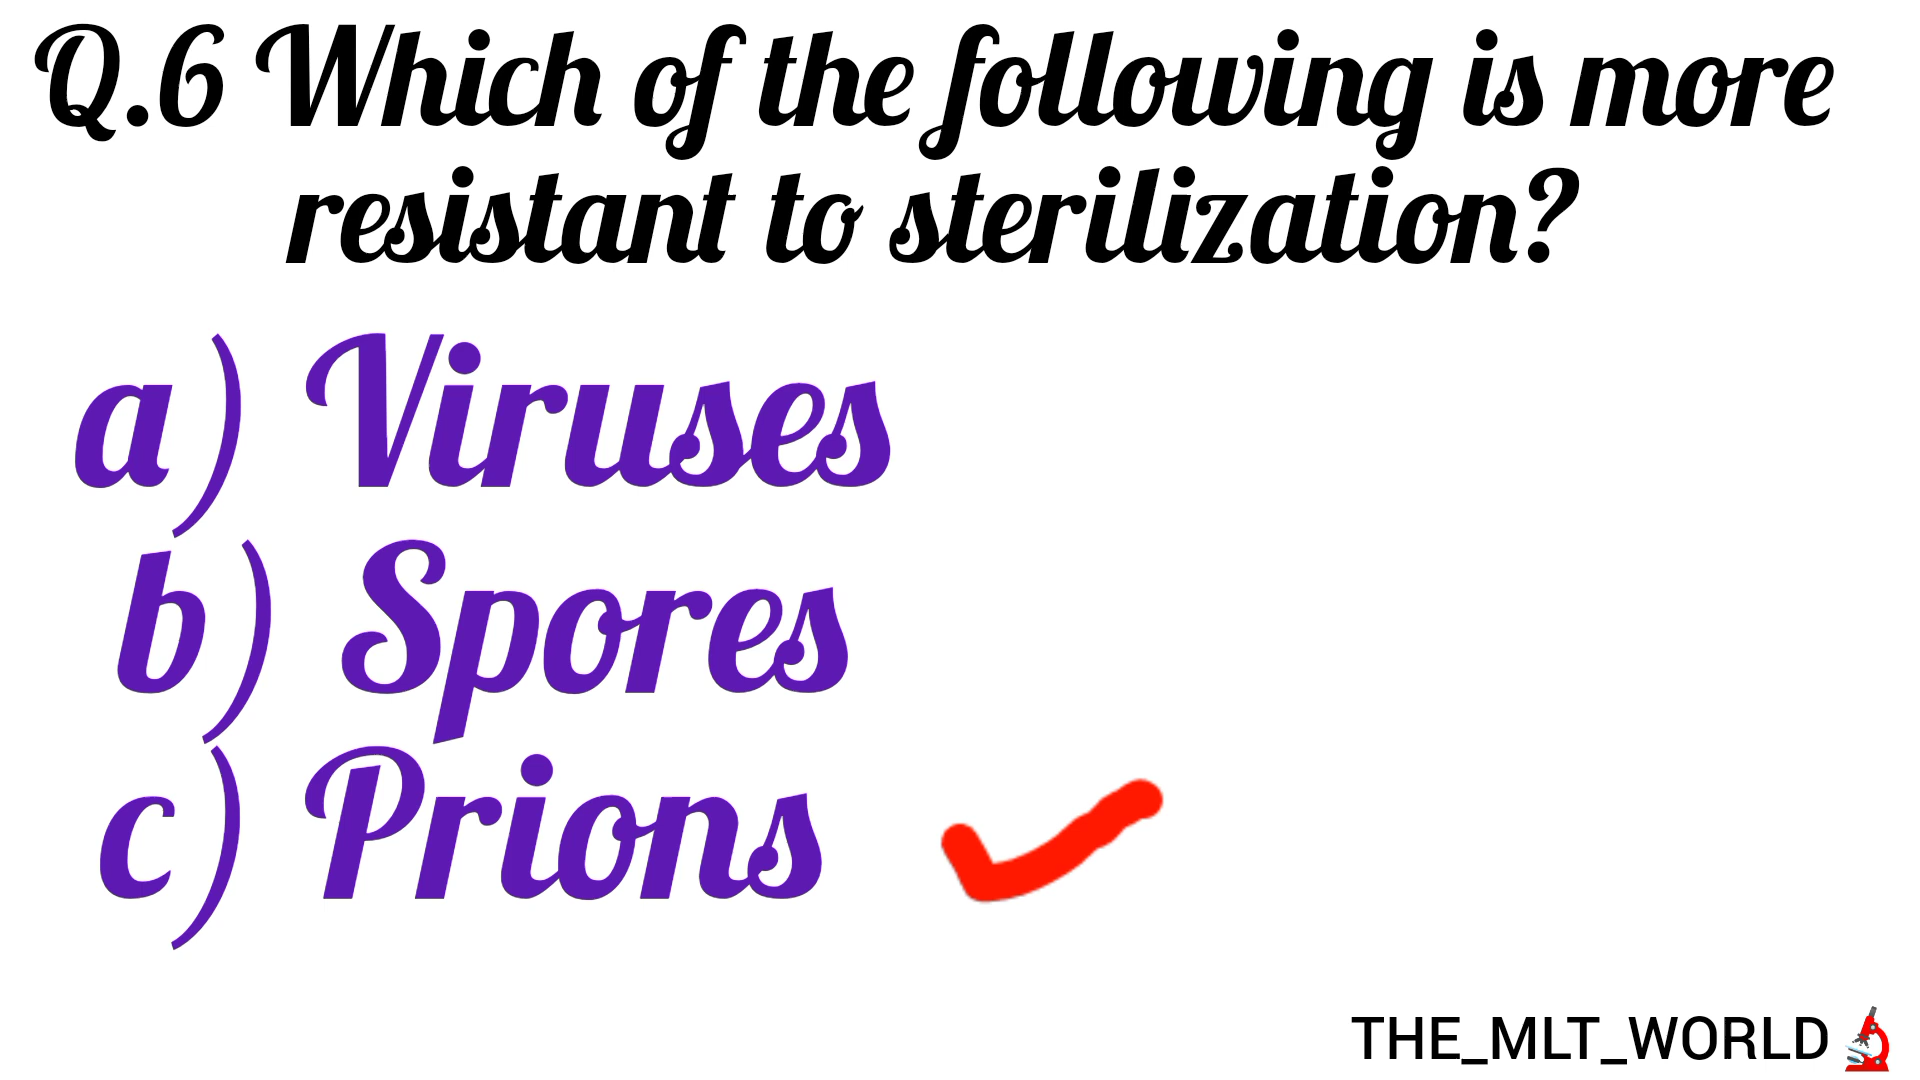 Q.6 Which of the following is more
resistant to sterilization?
a) Viruses
b) Spores
c) Prions
THE_MLT_WORLD